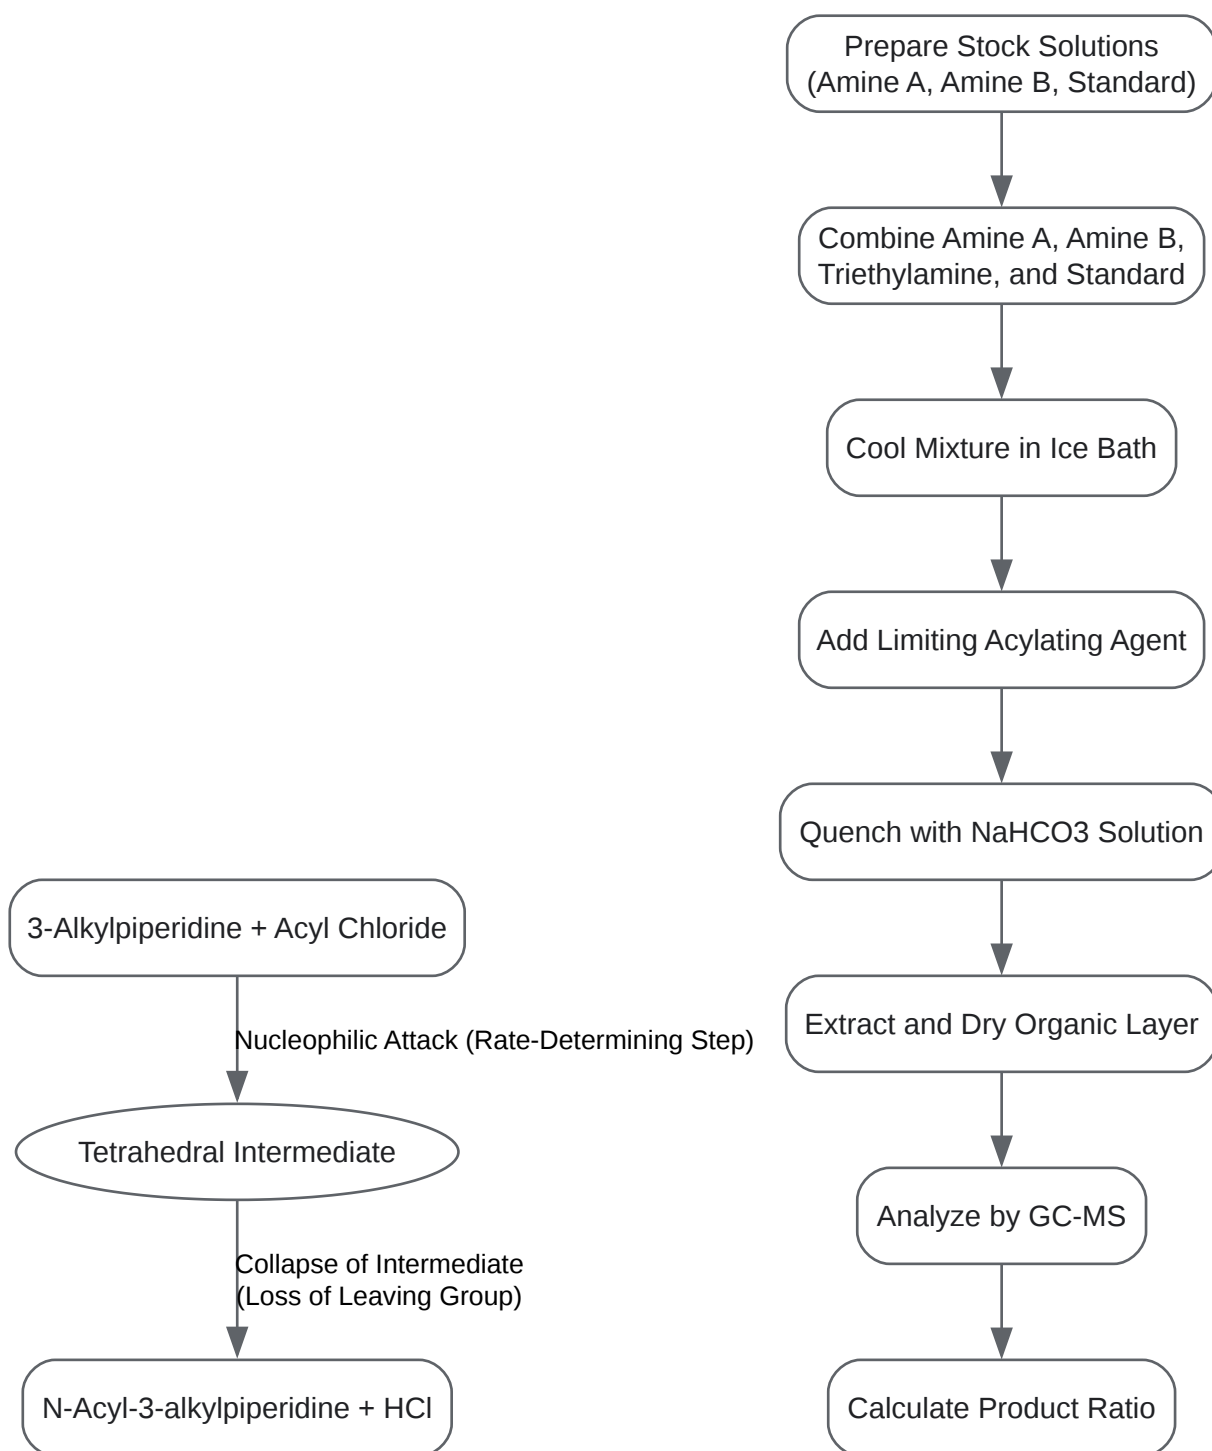 Prepare Stock Solutions
(Amine A, Amine B, Standard)
Combine Amine A, Amine B,
Triethylamine, and Standard
Cool Mixture in Ice Bath
Add Limiting Acylating Agent
Quench with NaHCO3 Solution
Extract and Dry Organic Layer
Analyze by GC-MS
Calculate Product Ratio
3-Alkylpiperidine + Acyl Chloride
Nucleophilic Attack (Rate-Determining Step)
Tetrahedral Intermediate
Collapse of Intermediate
(Loss of Leaving Group)
N-Acyl-3-alkylpiperidine + HCl